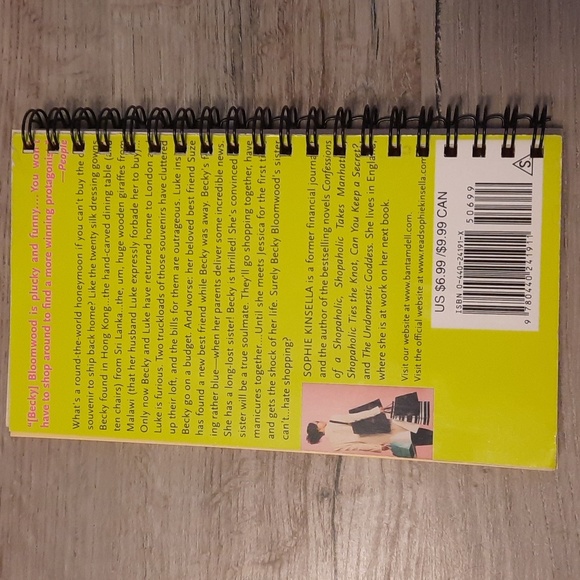 "[Becky] Bloomwood is plucky and funny.... You won't
have to shop around to find a more winning protagonist
—People
What's a round-the-world honeymoon if you can't buy the
souvenir to ship back home? Like the twenty silk dressing gowns
Becky found in Hong Kong...the hand-carved dining table
ten chairs) from Sri Lanka...the, um, huge wooden giraffes from
Malawi (that her husband Luke expressly forbade her to buy
Only now Becky and Luke have returned home to London
Luke is furious. Two truckloads of those souvenirs have cluttered
up their loft, and the bills for them are outrageous. Luke
Becky go on a budget. And worse: her beloved best friend Suze
has found a new best friend while Becky was away. Becky's
ing rather blue—when her parents deliver some incredible news.
She has a long-lost sister! Becky is thrilled! She's convinced
sister will be a true soulmate. They'll go shopping together, have
manicures together....Until she meets Jessica for the first
and gets the shock of her life. Surely Becky Bloomwood's sister
can't...hate shopping?
SOPHIE KINSELLA is a former financial
and the author of the bestselling novels Confessions
of a Shopaholic, Shopaholic Takes
Shopaholic Ties the Knot, Can You Keep a Secret?,
and The Undomestic Goddess. She lives in England,
where she is at work on her next book.
Visit our website at www.bantamdell.com
Visit the official website at www.readsophiekinsella.com
US $6.99/$9.99 CAN
ISBN 0-440-24191-X
50699
9 780440 241911
S